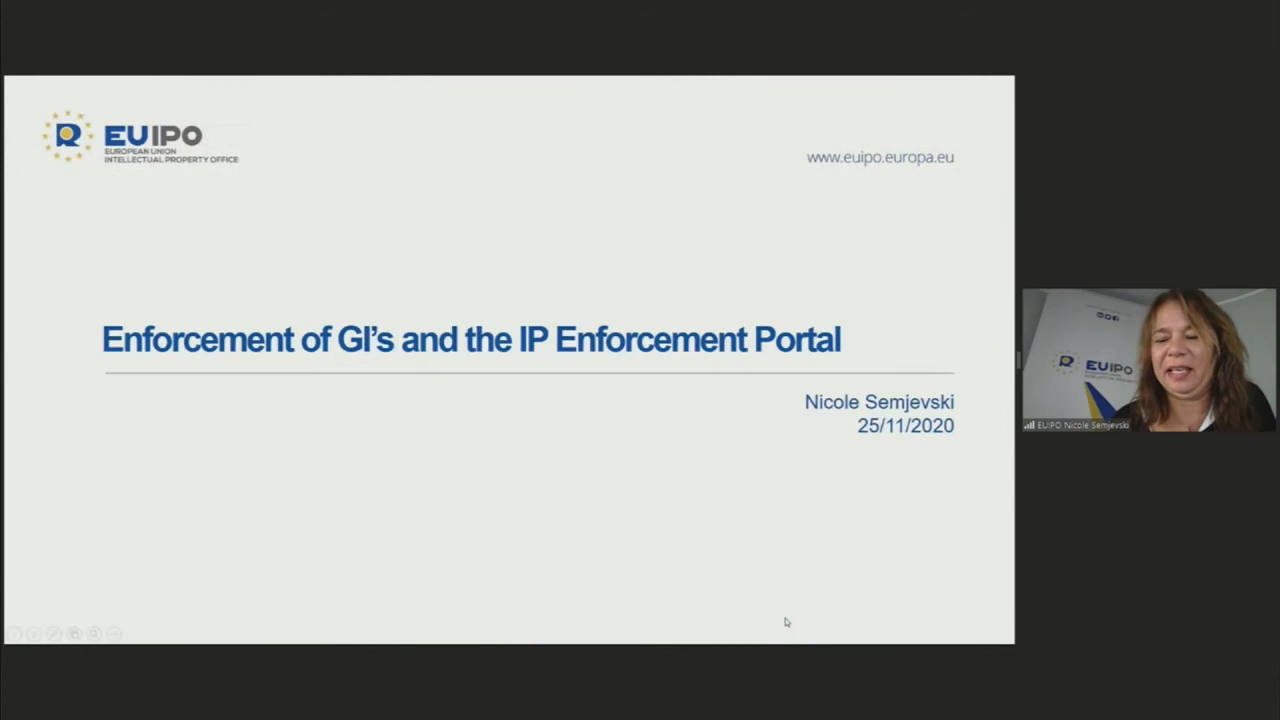 EUIPO
EUROPEAN UNION
INTELLECTUAL PROPERTY OFFICE
www.euipo.europa.eu
Enforcement of GI's and the IP Enforcement Portal
Nicole Semjevski
25/11/2020
EUIPO
EUIPO Nicole Semjevski